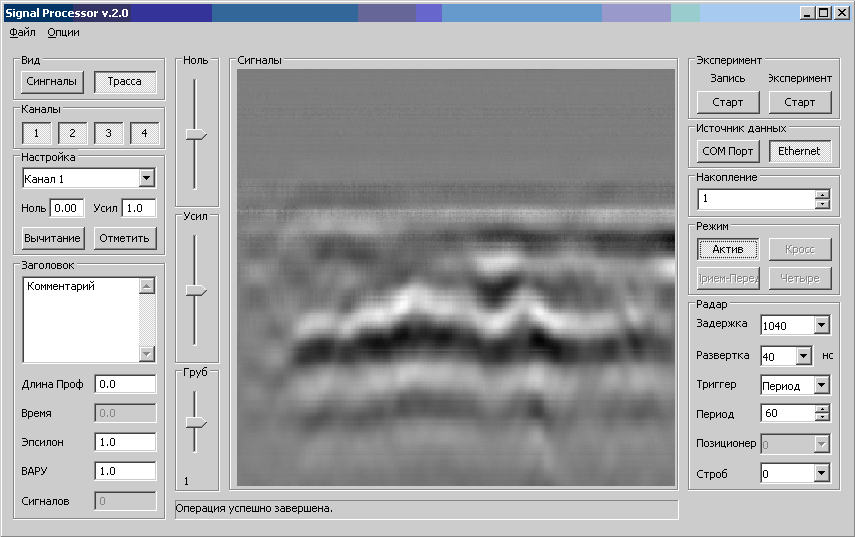 Signal Processor v.2.0
Файл Опции
Вид
Сингналы Трасса
Каналы
1 2 3 4
Настройка
Канал 1
Ноль 0.00 Усил 1.0
Вычитание Отметить
Заголовок
Комментарий
Длина Проф 0.0
Время 0.0
Эпсилон 1.0
ВАРУ 1.0
Сигналов 0
Ноль
Усил
Груб
1
Сигналы
Операция успешно завершена.
Эксперимент
Запись Эксперимент
Старт Старт
Источник данных
COM Порт Ethernet
Накопление
1
Режим
Актив Кросс
Прием-Перед Четыре
Радар
Задержка 1040
Развертка 40 нс
Триггер Период
Период 60
Позиционер 0
Строб 0